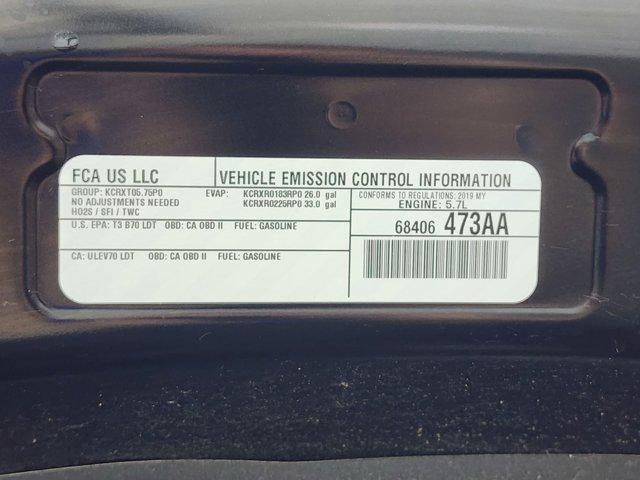 FCA US LLC
VEHICLE EMISSION CONTROL INFORMATION
GROUP: KCRXT05.75P0
NO ADJUSTMENTS NEEDED
HO2S / SFI / TWC
EVAP: KCRXR0183RP0 26.0 gal
KCRXR0225RP0 33.0 gal
CONFORMS TO REGULATIONS: 2019 MY
ENGINE: 5.7L
U.S. EPA: T3 B70 LDT OBD: CA OBD II FUEL: GASOLINE
68406 473AA
CA: ULEV70 LDT OBD: CA OBD II FUEL: GASOLINE